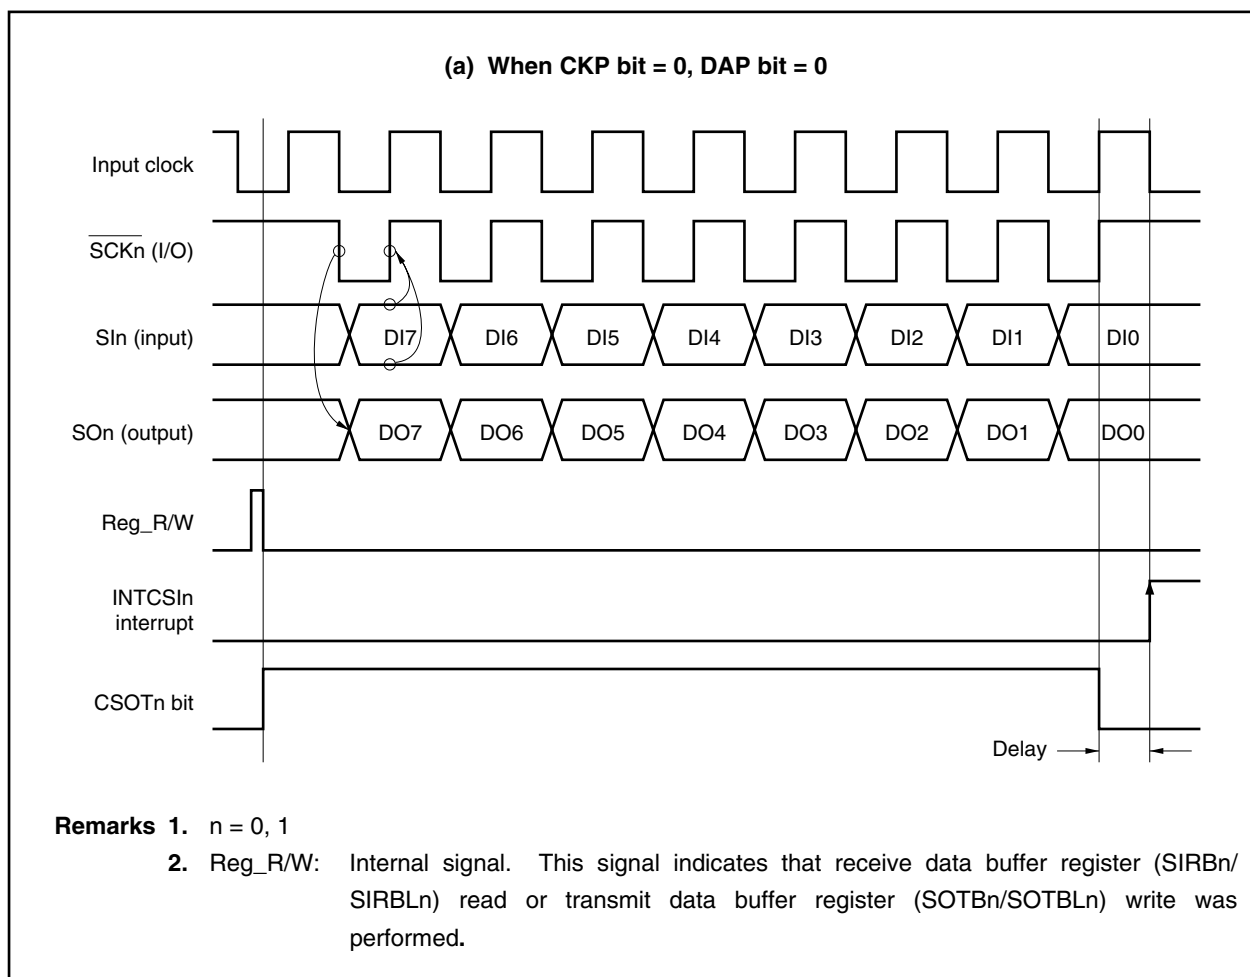 (a) When CKP bit = 0, DAP bit = 0
Input clock
SCKn (I/O)
SIn (input)
DI7 DI6 DI5 DI4 DI3 DI2 DI1 DI0
SOn (output)
DO7 DO6 DO5 DO4 DO3 DO2 DO1 DO0
Reg_R/W
INTCSIn
interrupt
CSOTn bit
Delay
Remarks 1. n = 0, 1
2. Reg_R/W: Internal signal. This signal indicates that receive data buffer register (SIRBn/
SIRBLn) read or transmit data buffer register (SOTBn/SOTBLn) write was
performed.